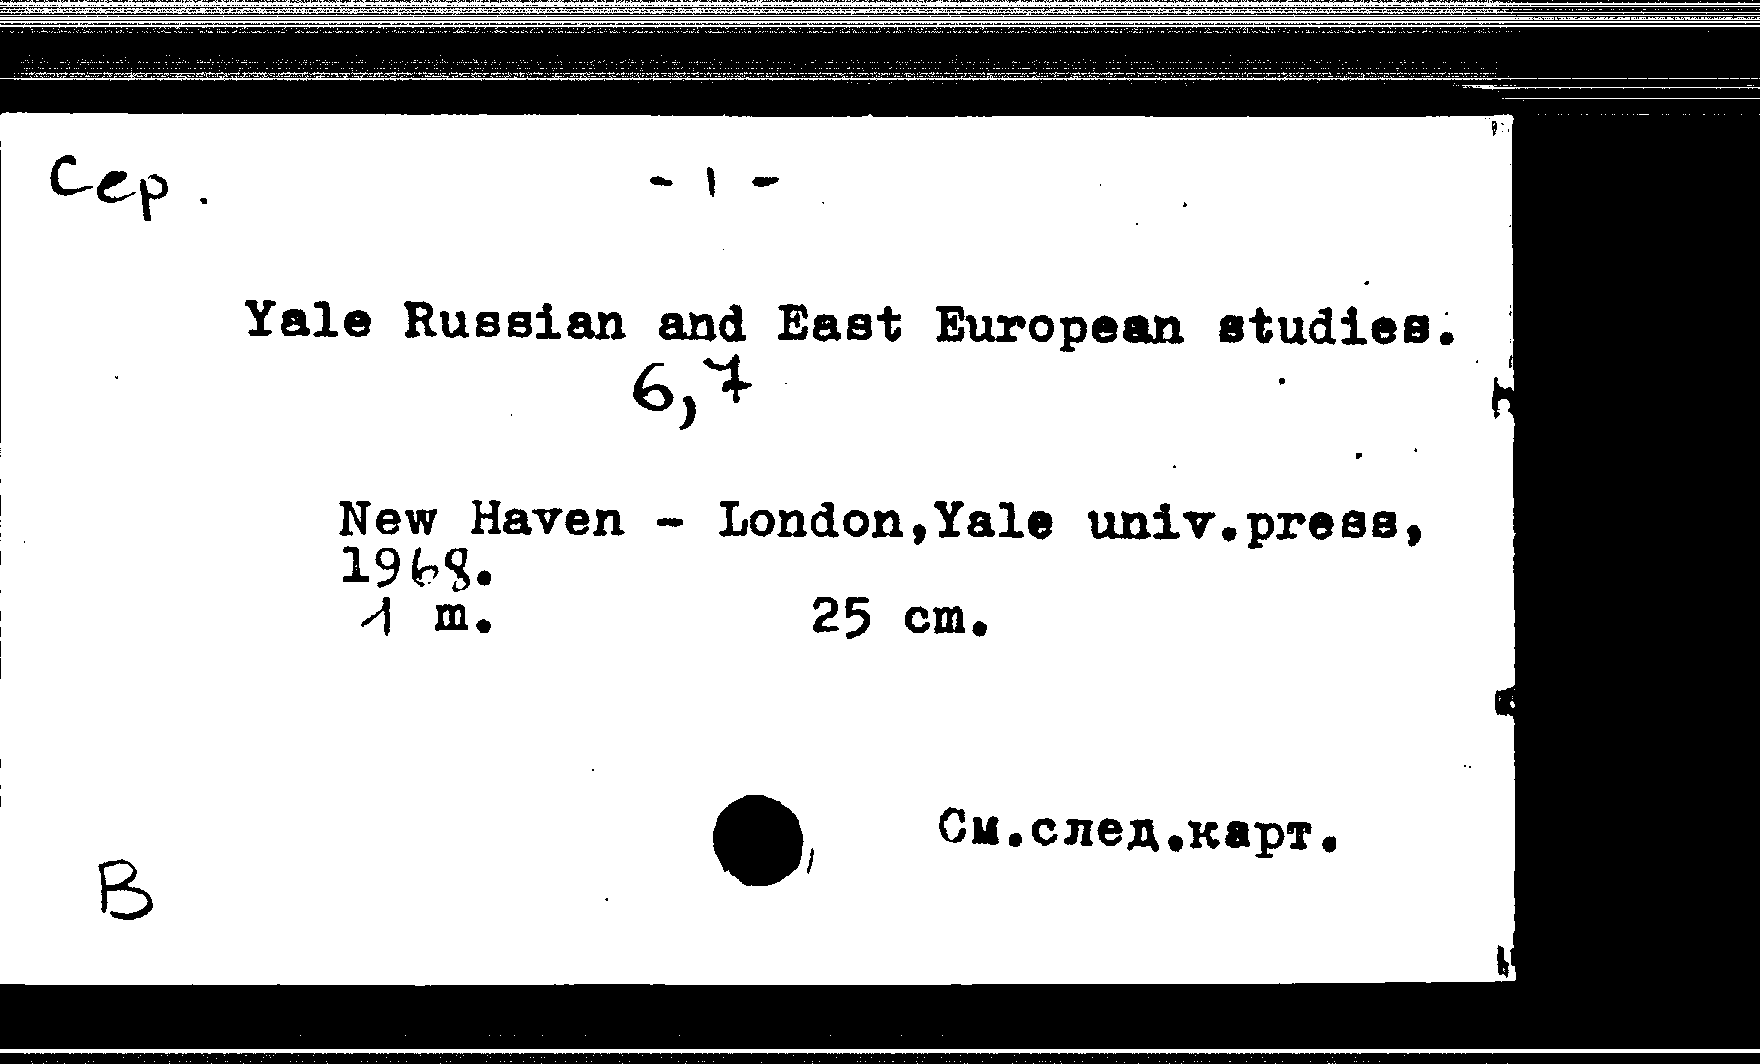 Сер. - 1 -
Yale Russian and East European studies.
6,7
New Haven - London,Yale univ.press,
1968.
1 m. 25 cm.
См.след.карт.
В